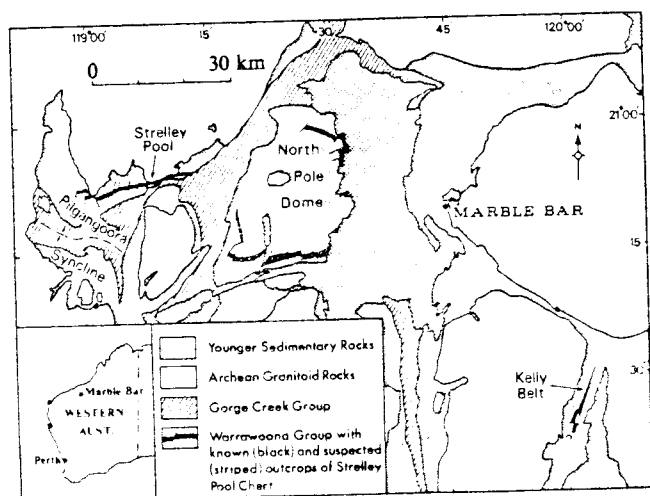 119°00'
15
30
45
120°00'
0 30 km
21°00'
Strelley
Pool
North
Pole
Dome
N
MARBLE BAR
Pilgangoora
Syncline
15
30
Kelly
Belt
Marble Bar
WESTERN
AUST.
Perth
Younger Sedimentary Rocks
Archean Granitoid Rocks
Gorge Creek Group
Warrawoona Group with
known (black) and suspected
(striped) outcrops of Strelley
Pool Chert